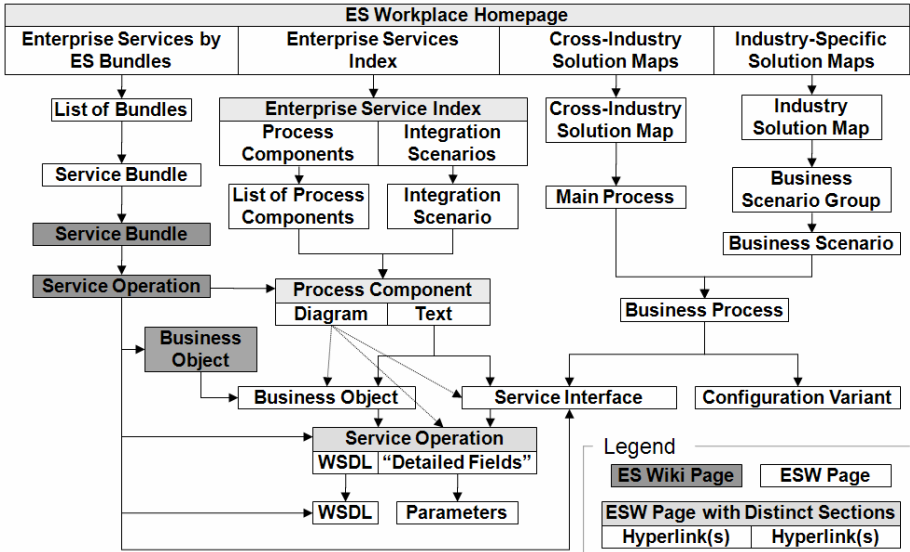 ES Workplace Homepage
Enterprise Services by
ES Bundles
Enterprise Services
Index
Cross-Industry
Solution Maps
Industry-Specific
Solution Maps
List of Bundles
Service Bundle
Service Bundle
Service Operation
Enterprise Service Index
Process
Components
Integration
Scenarios
List of Process
Components
Integration
Scenario
Cross-Industry
Solution Map
Main Process
Industry
Solution Map
Business
Scenario Group
Business Scenario
Process Component
Diagram
Text
Business Process
Business
Object
Business Object
Service Interface
Configuration Variant
Service Operation
WSDL
“Detailed Fields”
WSDL
Parameters
Legend
ES Wiki Page
ESW Page
ESW Page with Distinct Sections
Hyperlink(s)
Hyperlink(s)